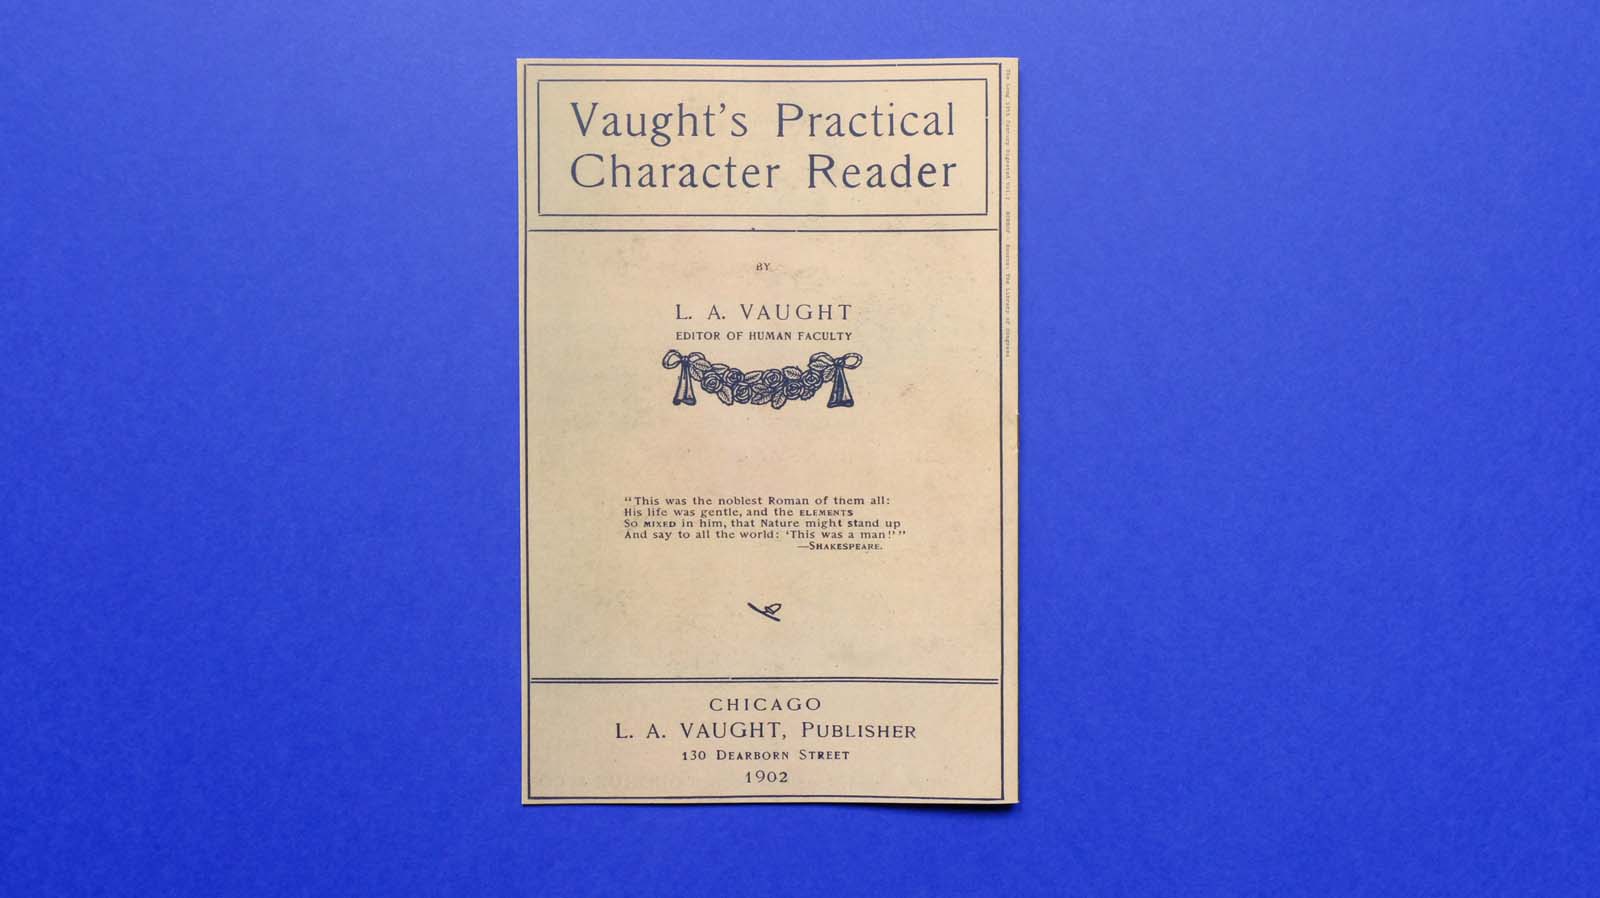 Vaught's Practical
Character Reader
BY
L. A. VAUGHT
EDITOR OF HUMAN FACULTY
"This was the noblest Roman of them all:
His life was gentle, and the ELEMENTS
So MIXED in him, that Nature might stand up
And say to all the world: 'This was a man!'"
—SHAKESPEARE.
CHICAGO
L. A. VAUGHT, PUBLISHER
130 DEARBORN STREET
1902